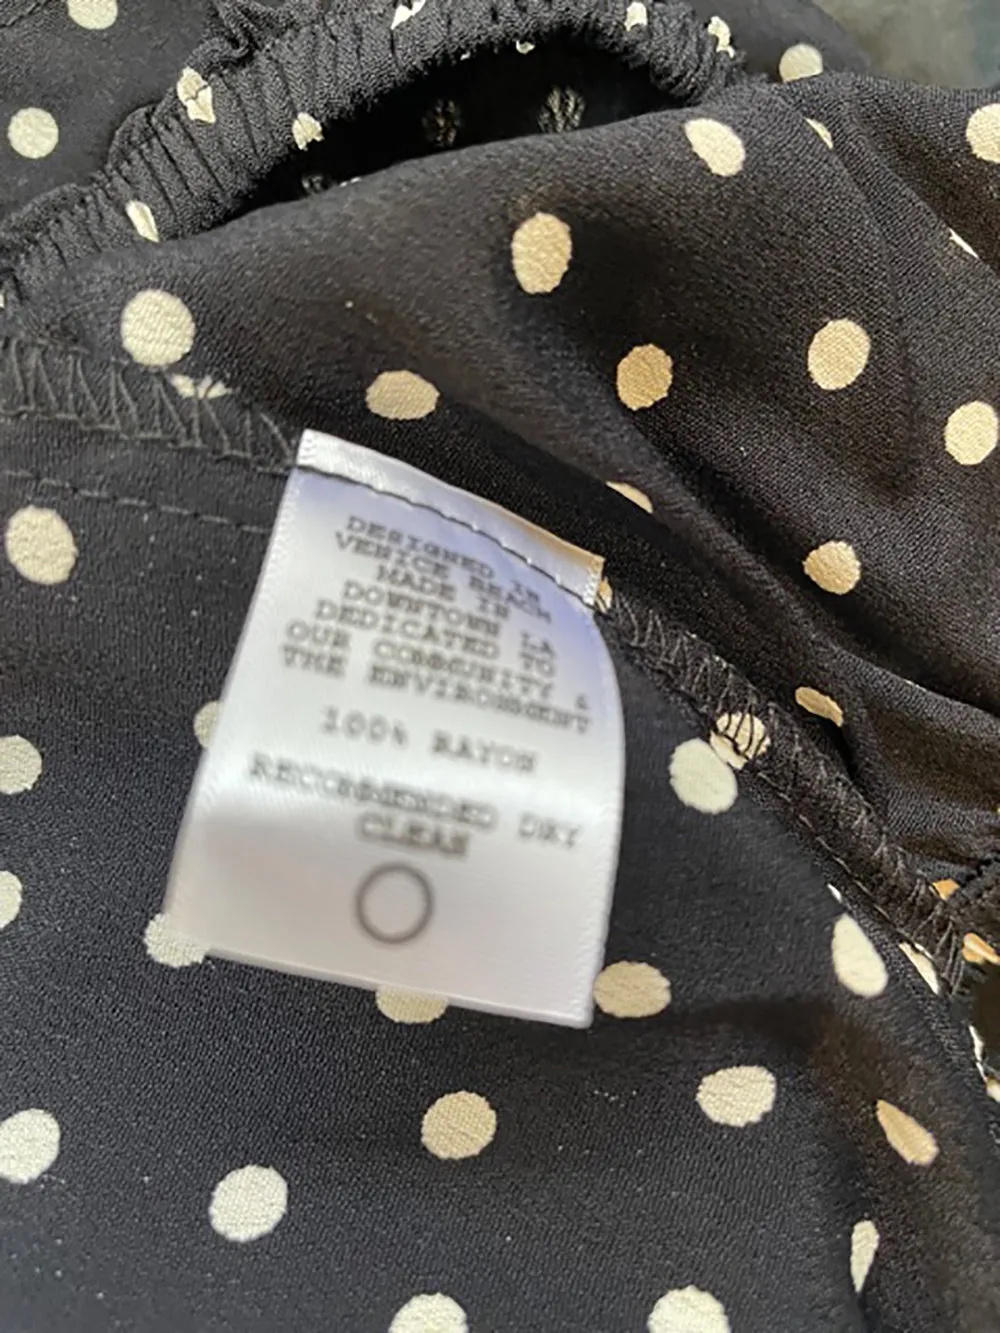 DESIGNED IN
VENICE BEACH
MADE IN
DOWNTOWN LA
DEDICATED TO
OUR COMMUNITY &
THE ENVIRONMENT
100% RAYON
RECOMMENDED DRY
CLEAN